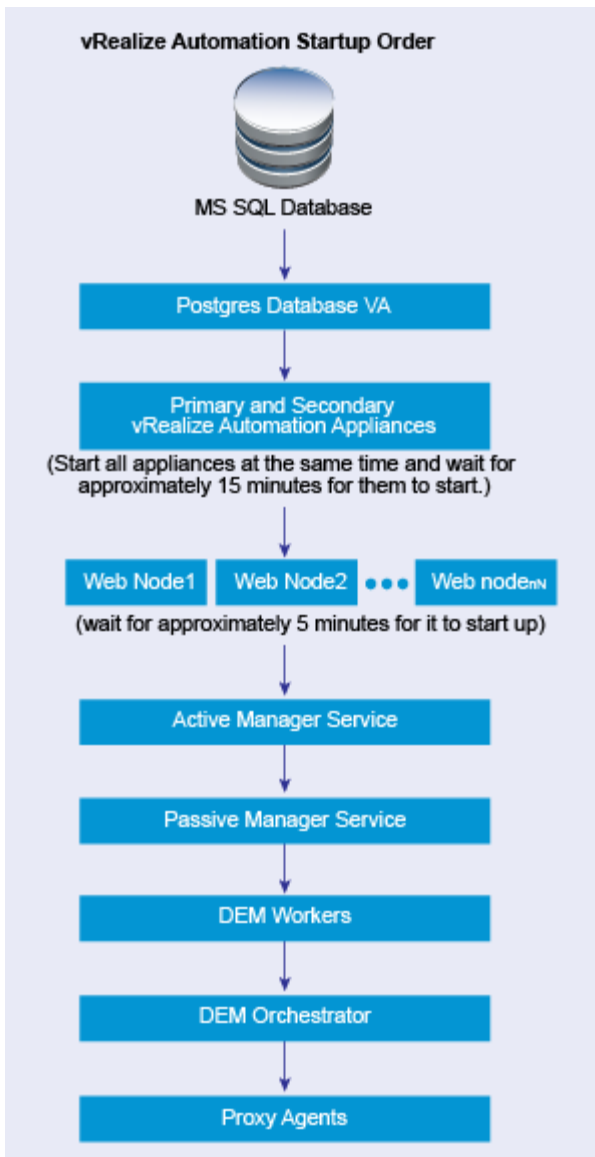 vRealize Automation Startup Order
MS SQL Database
Postgres Database VA
Primary and Secondary
vRealize Automation Appliances
(Start all appliances at the same time and wait for
approximately 15 minutes for them to start.)
Web Node1 Web Node2 Web nodenN
(wait for approximately 5 minutes for it to start up)
Active Manager Service
Passive Manager Service
DEM Workers
DEM Orchestrator
Proxy Agents